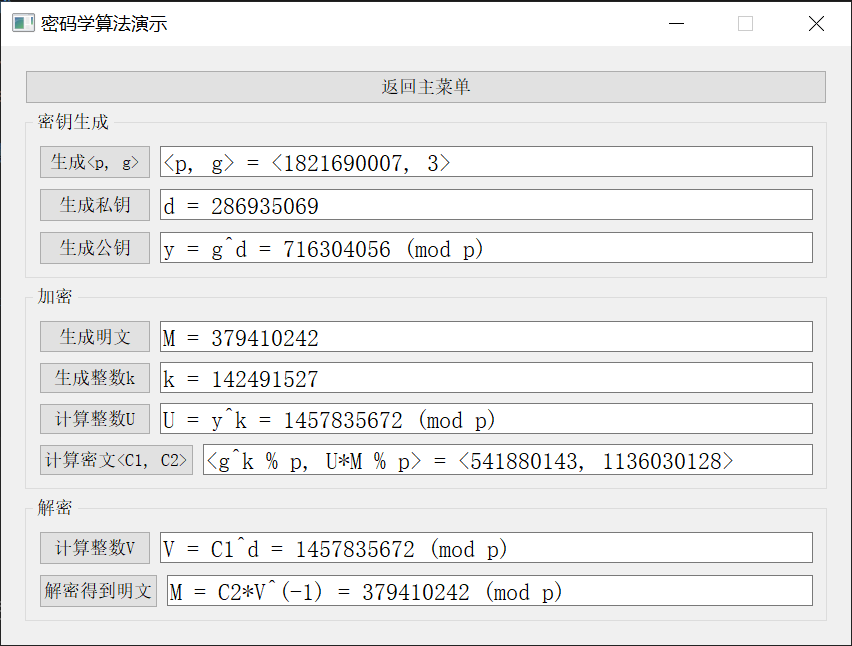 密码学算法演示
返回主菜单
密钥生成
生成<p, g> <p, g> = <1821690007, 3>
生成私钥 d = 286935069
生成公钥 y = g^d = 716304056 (mod p)
加密
生成明文 M = 379410242
生成整数k k = 142491527
计算整数U U = y^k = 1457835672 (mod p)
计算密文<C1, C2> <g^k % p, U*M % p> = <541880143, 1136030128>
解密
计算整数V V = C1^d = 1457835672 (mod p)
解密得到明文 M = C2*V^(-1) = 379410242 (mod p)